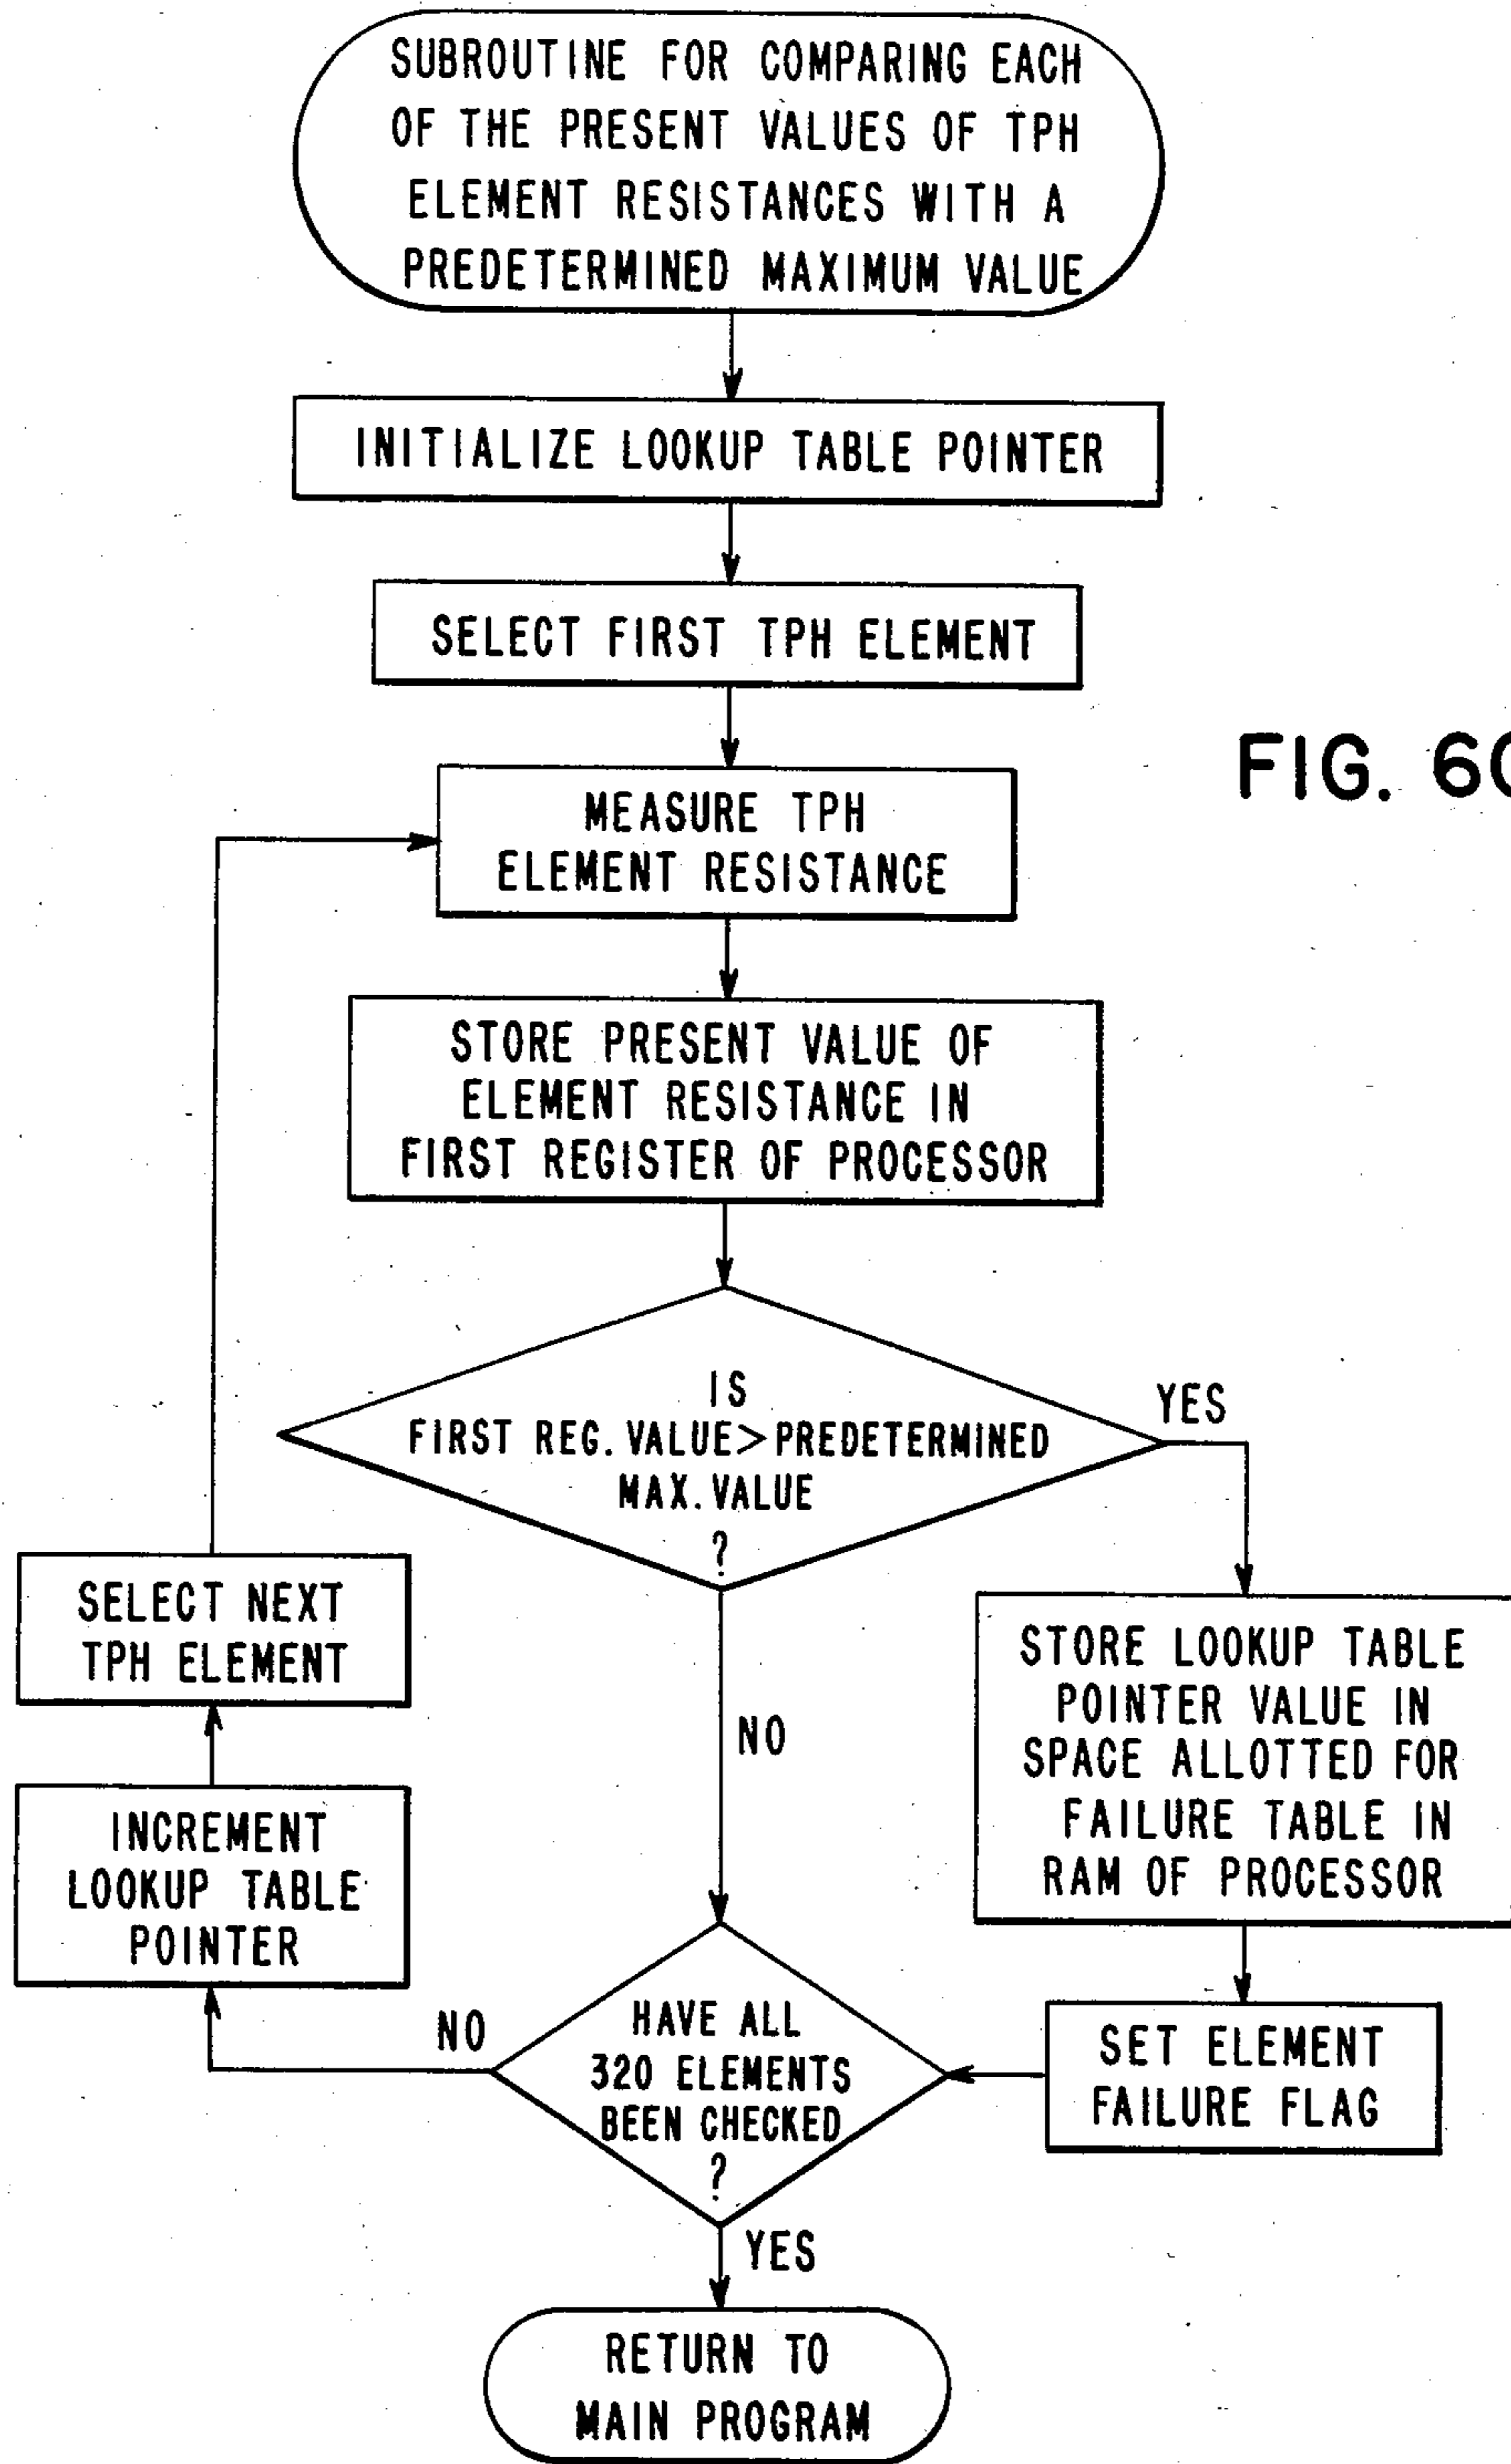 SUBROUTINE FOR COMPARING EACH
OF THE PRESENT VALUES OF TPH
ELEMENT RESISTANCES WITH A
PREDETERMINED MAXIMUM VALUE
INITIALIZE LOOKUP TABLE POINTER
SELECT FIRST TPH ELEMENT
FIG.
MEASURE TPH
ELEMENT RESISTANCE
STORE PRESENT VALUE OF
ELEMENT RESISTANCE IN
FIRST REGISTER OF PROCESSOR
IS
FIRST REG. VALUE > PREDETERMINED
MAX. VALUE
?
YES
NO
STORE LOOKUP TABLE
POINTER VALUE IN
SPACE ALLOTTED FOR
FAILURE TABLE IN
RAM OF PROCESSOR
SET ELEMENT
FAILURE FLAG
HAVE ALL
320 ELEMENTS
BEEN CHECKED
?
NO
INCREMENT
LOOKUP TABLE
POINTER
SELECT NEXT
TPH ELEMENT
YES
RETURN TO
MAIN PROGRAM